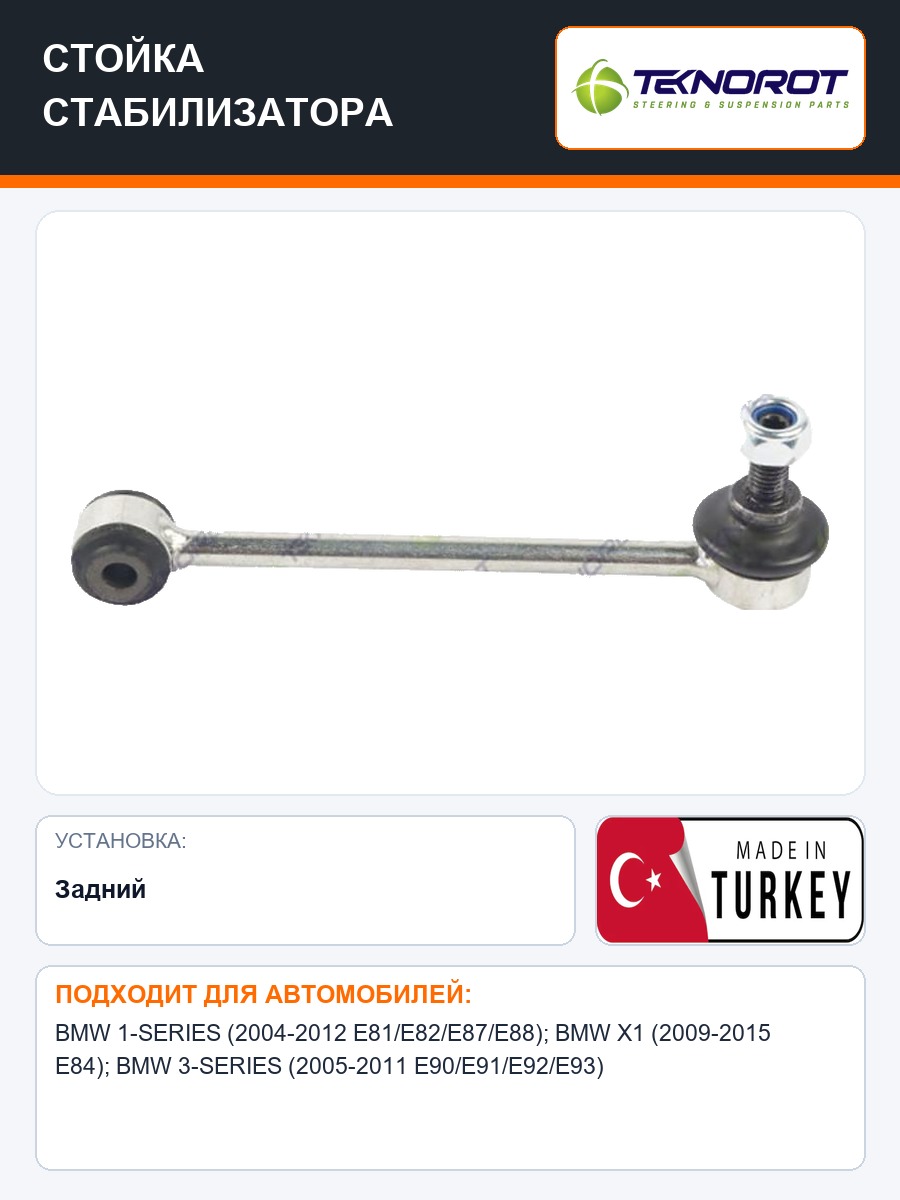 СТОЙКА
СТАБИЛИЗАТОРА
TEKNOROT
STEERING & SUSPENSION PARTS
УСТАНОВКА:
Задний
MADE IN
TURKEY
ПОДХОДИТ ДЛЯ АВТОМОБИЛЕЙ:
BMW 1-SERIES (2004-2012 E81/E82/E87/E88); BMW X1 (2009-2015
E84); BMW 3-SERIES (2005-2011 E90/E91/E92/E93)